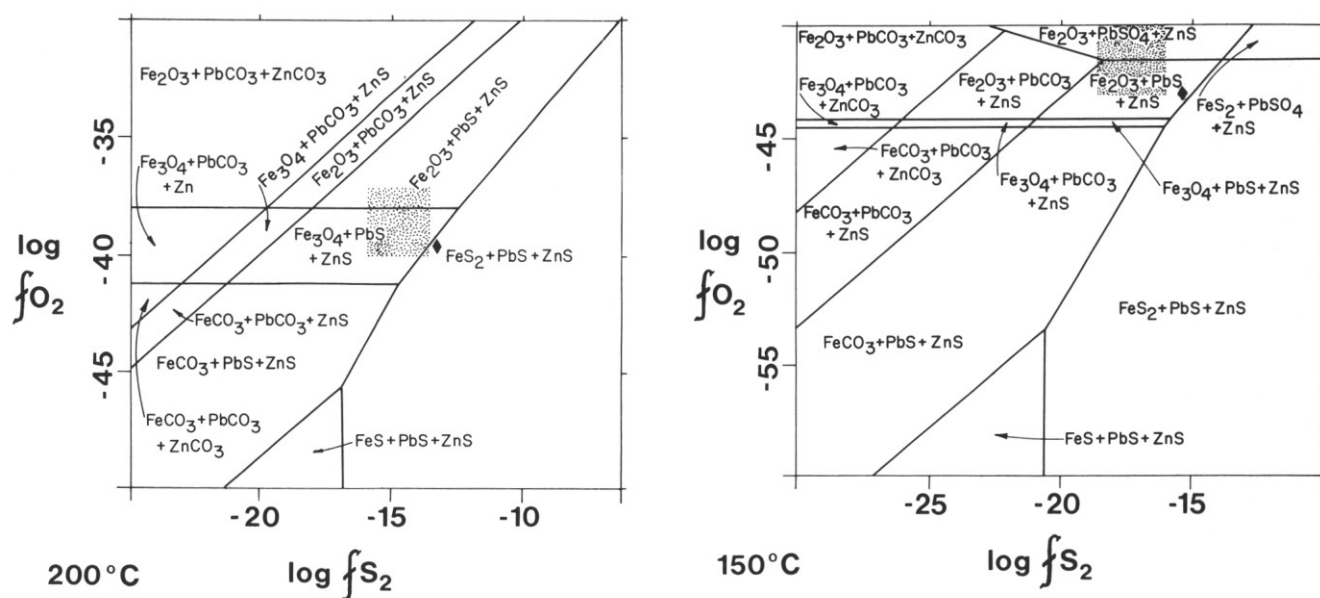 Fe2O3+PbCO3+ZnCO3
Fe3O4+PbCO3+ZnS
Fe2O3+PbCO3+ZnS
Fe2O3+PbS+ZnS
Fe3O4+PbCO3
+Zn
Fe3O4+PbS
+ZnS
FeS2+PbS+ZnS
FeCO3+PbCO3+ZnS
FeCO3+PbS+ZnS
FeCO3+PbCO3
+ZnCO3
FeS+PbS+ZnS
-35
-40
-45
log
fO2
-20
-15
-10
200°C
log fS2
Fe2O3+PbCO3+ZnCO3
Fe2O3+PbSO4+ZnS
Fe3O4+PbCO3
+ZnCO3
Fe2O3+PbCO3
+ZnS
Fe2O3+PbS
+ZnS
FeS2+PbSO4
+ZnS
FeCO3+PbCO3
+ZnCO3
Fe3O4+PbCO3
+ZnS
Fe3O4+PbS+ZnS
FeCO3+PbCO3
+ZnS
FeS2+PbS+ZnS
FeCO3+PbS+ZnS
FeS+PbS+ZnS
-45
-50
-55
log
fO2
-25
-20
-15
150°C
log fS2